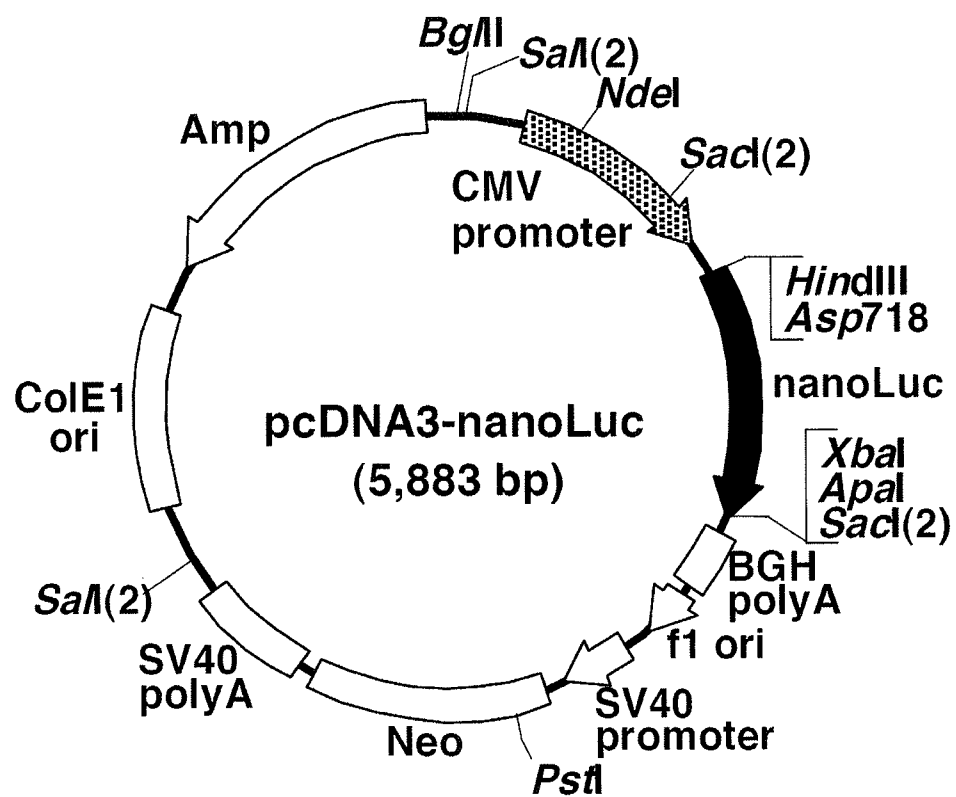 BglII
SalI(2)
NdeI
Amp
SacI(2)
CMV
promoter
HindIII
Asp718
nanoLuc
ColE1
ori
pcDNA3-nanoLuc
(5,883 bp)
XbaI
ApaI
SacI(2)
BGH
polyA
SalI(2)
f1 ori
SV40
polyA
SV40
promoter
Neo
PstI